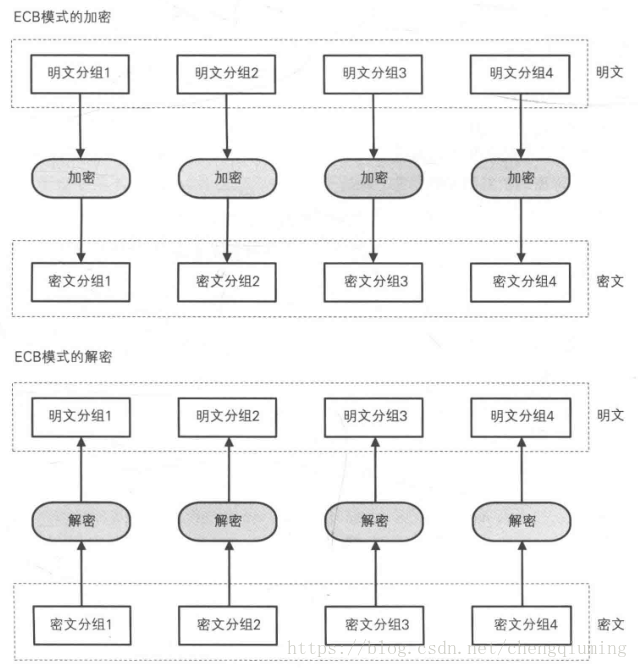 ECB模式的加密
明文分组1 明文分组2 明文分组3 明文分组4 明文
加密 加密 加密 加密
密文分组1 密文分组2 密文分组3 密文分组4 密文
ECB模式的解密
明文分组1 明文分组2 明文分组3 明文分组4 明文
解密 解密 解密 解密
密文分组1 密文分组2 密文分组3 密文分组4 密文
https://blog.csdn.net/chengqiuming